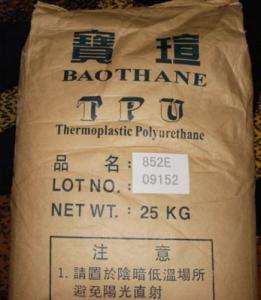 寶瑄
BAOTHANE
TPU
Thermoplastic Polyurethane
品 名: 852E
LOT NO.: 09152
NET WT.: 25 KG
注 意
1. 請置於陰暗低溫場所
避免陽光直射